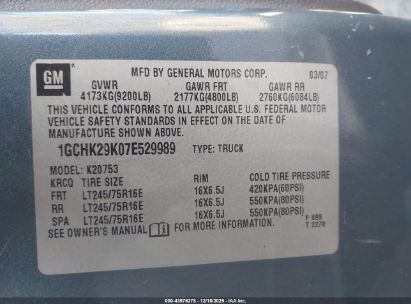 GM
MFD BY GENERAL MOTORS CORP. 03/07
GVWR GAWR FRT GAWR RR
4173KG(9200LB) 2177KG(4800LB) 2760KG(6084LB)
THIS VEHICLE CONFORMS TO ALL APPLICABLE U.S. FEDERAL MOTOR
VEHICLE SAFETY STANDARDS IN EFFECT ON THE DATE OF
MANUFACTURE SHOWN ABOVE.
1GCHK29K07E529989 TYPE: TRUCK
MODEL: K20753
KRCQ TIRE SIZE RIM COLD TIRE PRESSURE
FRT LT245/75R16E 16X6.5J 420KPA(60PSI)
RR LT245/75R16E 16X6.5J 550KPA(80PSI)
SPA LT245/75R16E 16X6.5J 550KPA(80PSI)
SEE OWNER'S MANUAL FOR MORE INFORMATION.
T 2270